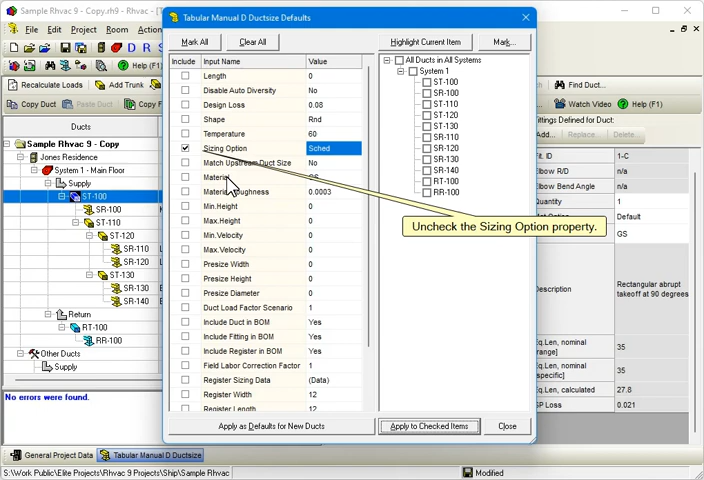 Sample Rhvac 9 - Copy.rh9 - Rhvac 9
File Edit Project Room Actio
D R S
Help (F1)
Recalculate Loads Add Trunk
Copy Duct Paste Duct Copy F
Ducts
Sample Rhvac 9 - Copy
Jones Residence
System 1 - Main Floor
Supply
ST-100
SR-100
ST-110
ST-120
SR-110
SR-120
ST-130
SR-130
SR-140
Return
RT-100
RR-100
Other Ducts
Supply
No errors were found.
Tabular Manual D Ductsize Defaults
Mark All Clear All Highlight Current Item Mark...
Include Input Name Value
Length 0
Disable Auto Diversity No
Design Loss 0.08
Shape Rnd
Temperature 60
Sizing Option Sched
Match Upstream Duct Size No
Material GS
Material Roughness 0.0003
Min.Height 0
Max.Height 0
Min.Velocity 0
Max.Velocity 0
Presize Width 0
Presize Height 0
Presize Diameter 0
Duct Load Factor Scenario 1
Include Duct in BOM Yes
Include Fitting in BOM Yes
Include Register in BOM Yes
Field Labor Correction Factor 1
Register Sizing Data (Data)
Register Width 12
Register Length 12
All Ducts in All Systems
System 1
ST-100
SR-100
ST-110
SR-110
ST-120
ST-130
SR-120
SR-130
SR-140
RT-100
RR-100
Uncheck the Sizing Option property.
Apply as Defaults for New Ducts Apply to Checked Items Close
Find Duct...
Watch Video Help (F1)
Fittings Defined for Duct:
Add... Replace... Delete...
Fit. ID 1-C
Elbow R/D n/a
Elbow Bend Angle n/a
Quantity 1
Option: Default
GS
Description Rectangular abrupt
takeoff at 90 degrees
Eq.Len, nominal
range] 35
Eq.Len, nominal
specific] 35
Eq.Len, calculated 27.8
SP Loss 0.021
General Project Data Tabular Manual D Ductsize
S:\Work Public\Elite Projects\Rhvac 9 Projects\Ship\Sample Rhvac Modified